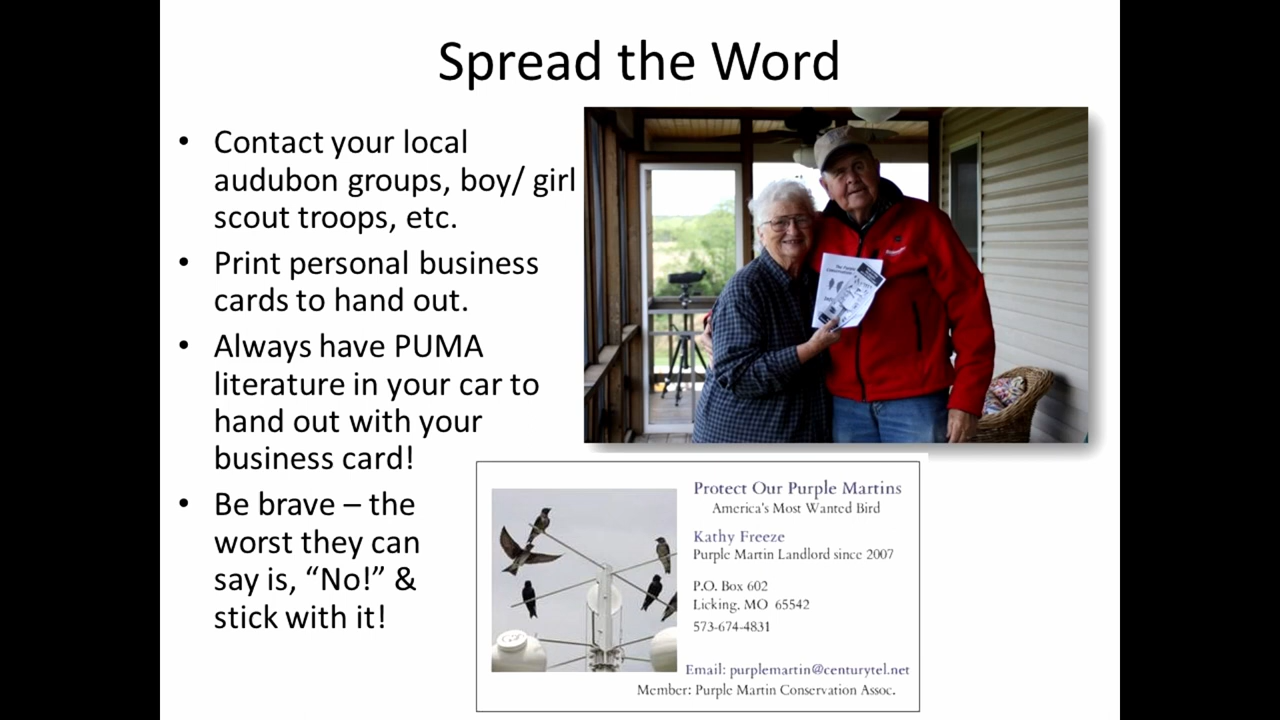 Spread the Word
• Contact your local
audubon groups, boy/ girl
scout troops, etc.
• Print personal business
cards to hand out.
• Always have PUMA
literature in your car to
hand out with your
business card!
• Be brave – the
worst they can
say is, “No!” &
stick with it!
Protect Our Purple Martins
America's Most Wanted Bird
Kathy Freeze
Purple Martin Landlord since 2007
P.O. Box 602
Licking, MO 65542
573-674-4831
Email: purplemartin@centurytel.net
Member: Purple Martin Conservation Assoc.